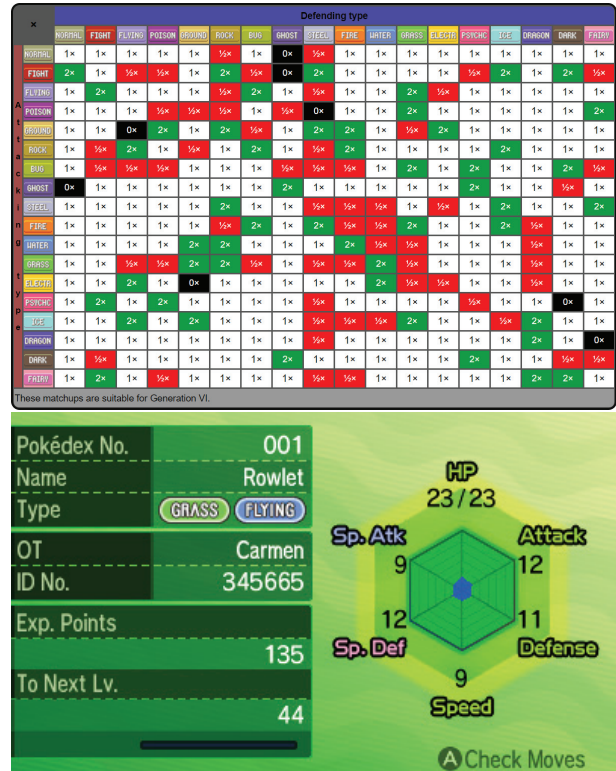 Defending type
× NORMAL FIGHT FLYING POISON GROUND ROCK BUG GHOST STEEL FIRE WATER GRASS ELECTR PSYCHC ICE DRAGON DARK FAIRY
Attacking type
NORMAL 1× 1× 1× 1× 1× ½× 1× 0× ½× 1× 1× 1× 1× 1× 1× 1× 1× 1×
FIGHT 2× 1× ½× ½× 1× 2× ½× 0× 2× 1× 1× 1× 1× ½× 2× 1× 2× ½×
FLYING 1× 2× 1× 1× 1× ½× 2× 1× ½× 1× 1× 2× ½× 1× 1× 1× 1× 1×
POISON 1× 1× 1× ½× ½× ½× 1× ½× 0× 1× 1× 2× 1× 1× 1× 1× 1× 2×
GROUND 1× 1× 0× 2× 1× 2× ½× 1× 2× 2× 1× ½× 2× 1× 1× 1× 1× 1×
ROCK 1× ½× 2× 1× ½× 1× 2× 1× ½× 2× 1× 1× 1× 1× 2× 1× 1× 1×
BUG 1× ½× ½× ½× 1× 1× 1× ½× ½× ½× 1× 2× 1× 2× 1× 1× 2× ½×
GHOST 0× 1× 1× 1× 1× 1× 1× 2× 1× 1× 1× 1× 1× 2× 1× 1× ½× 1×
STEEL 1× 1× 1× 1× 1× 2× 1× 1× ½× ½× ½× 1× ½× 1× 2× 1× 1× 2×
FIRE 1× 1× 1× 1× 1× ½× 2× 1× 2× ½× ½× 2× 1× 1× 2× ½× 1× 1×
WATER 1× 1× 1× 1× 2× 2× 1× 1× 1× 2× ½× ½× 1× 1× 1× ½× 1× 1×
GRASS 1× 1× ½× ½× 2× 2× ½× 1× ½× ½× 2× ½× 1× 1× 1× ½× 1× 1×
ELECTR 1× 1× 2× 1× 0× 1× 1× 1× 1× 1× 2× ½× ½× 1× 1× ½× 1× 1×
PSYCHC 1× 2× 1× 2× 1× 1× 1× 1× ½× 1× 1× 1× 1× ½× 1× 1× 0× 1×
ICE 1× 1× 2× 1× 2× 1× 1× 1× ½× ½× ½× 2× 1× 1× ½× 2× 1× 1×
DRAGON 1× 1× 1× 1× 1× 1× 1× 1× ½× 1× 1× 1× 1× 1× 1× 2× 1× 0×
DARK 1× ½× 1× 1× 1× 1× 1× 2× 1× 1× 1× 1× 1× 2× 1× 1× ½× ½×
FAIRY 1× 2× 1× ½× 1× 1× 1× 1× ½× ½× 1× 1× 1× 1× 1× 2× 2× 1×
These matchups are suitable for Generation VI.
Pokédex No. 001
Name Rowlet
Type GRASS FLYING
OT Carmen
ID No. 345665
Exp. Points
135
To Next Lv.
44
HP
23/23
Sp. Atk
9
Attack
12
12
Sp. Def
11
Defense
9
Speed
A Check Moves